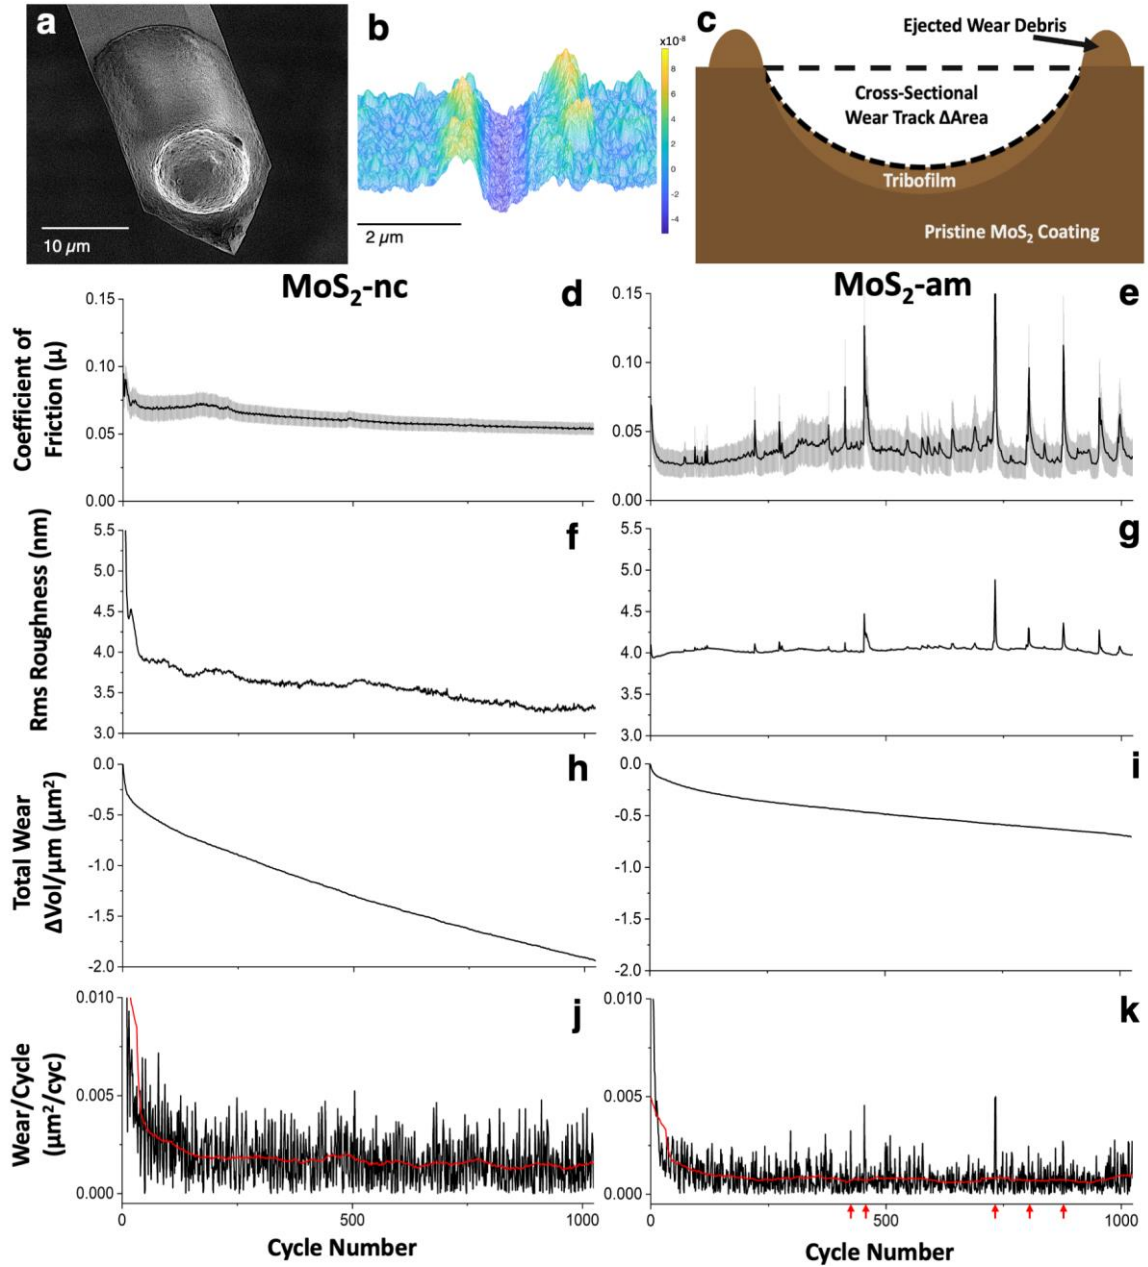 a
10 µm
b
2 µm
x10⁻⁸
8
6
4
2
0
-2
-4
c
Ejected Wear Debris
Cross-Sectional
Wear Track ΔArea
Tribofilm
Pristine MoS₂ Coating
MoS₂-nc
d
Coefficient of
Friction (µ)
0.15
0.10
0.05
0.00
MoS₂-am
e
0.15
0.10
0.05
0.00
f
Rms Roughness (nm)
5.5
5.0
4.5
4.0
3.5
3.0
g
5.5
5.0
4.5
4.0
3.5
3.0
h
Total Wear
ΔVol/µm (µm²)
0.0
-0.5
-1.0
-1.5
-2.0
i
0.0
-0.5
-1.0
-1.5
-2.0
j
Wear/Cycle
(µm²/cyc)
0.010
0.005
0.000
0
500
1000
Cycle Number
k
0.010
0.005
0.000
0
500
1000
Cycle Number